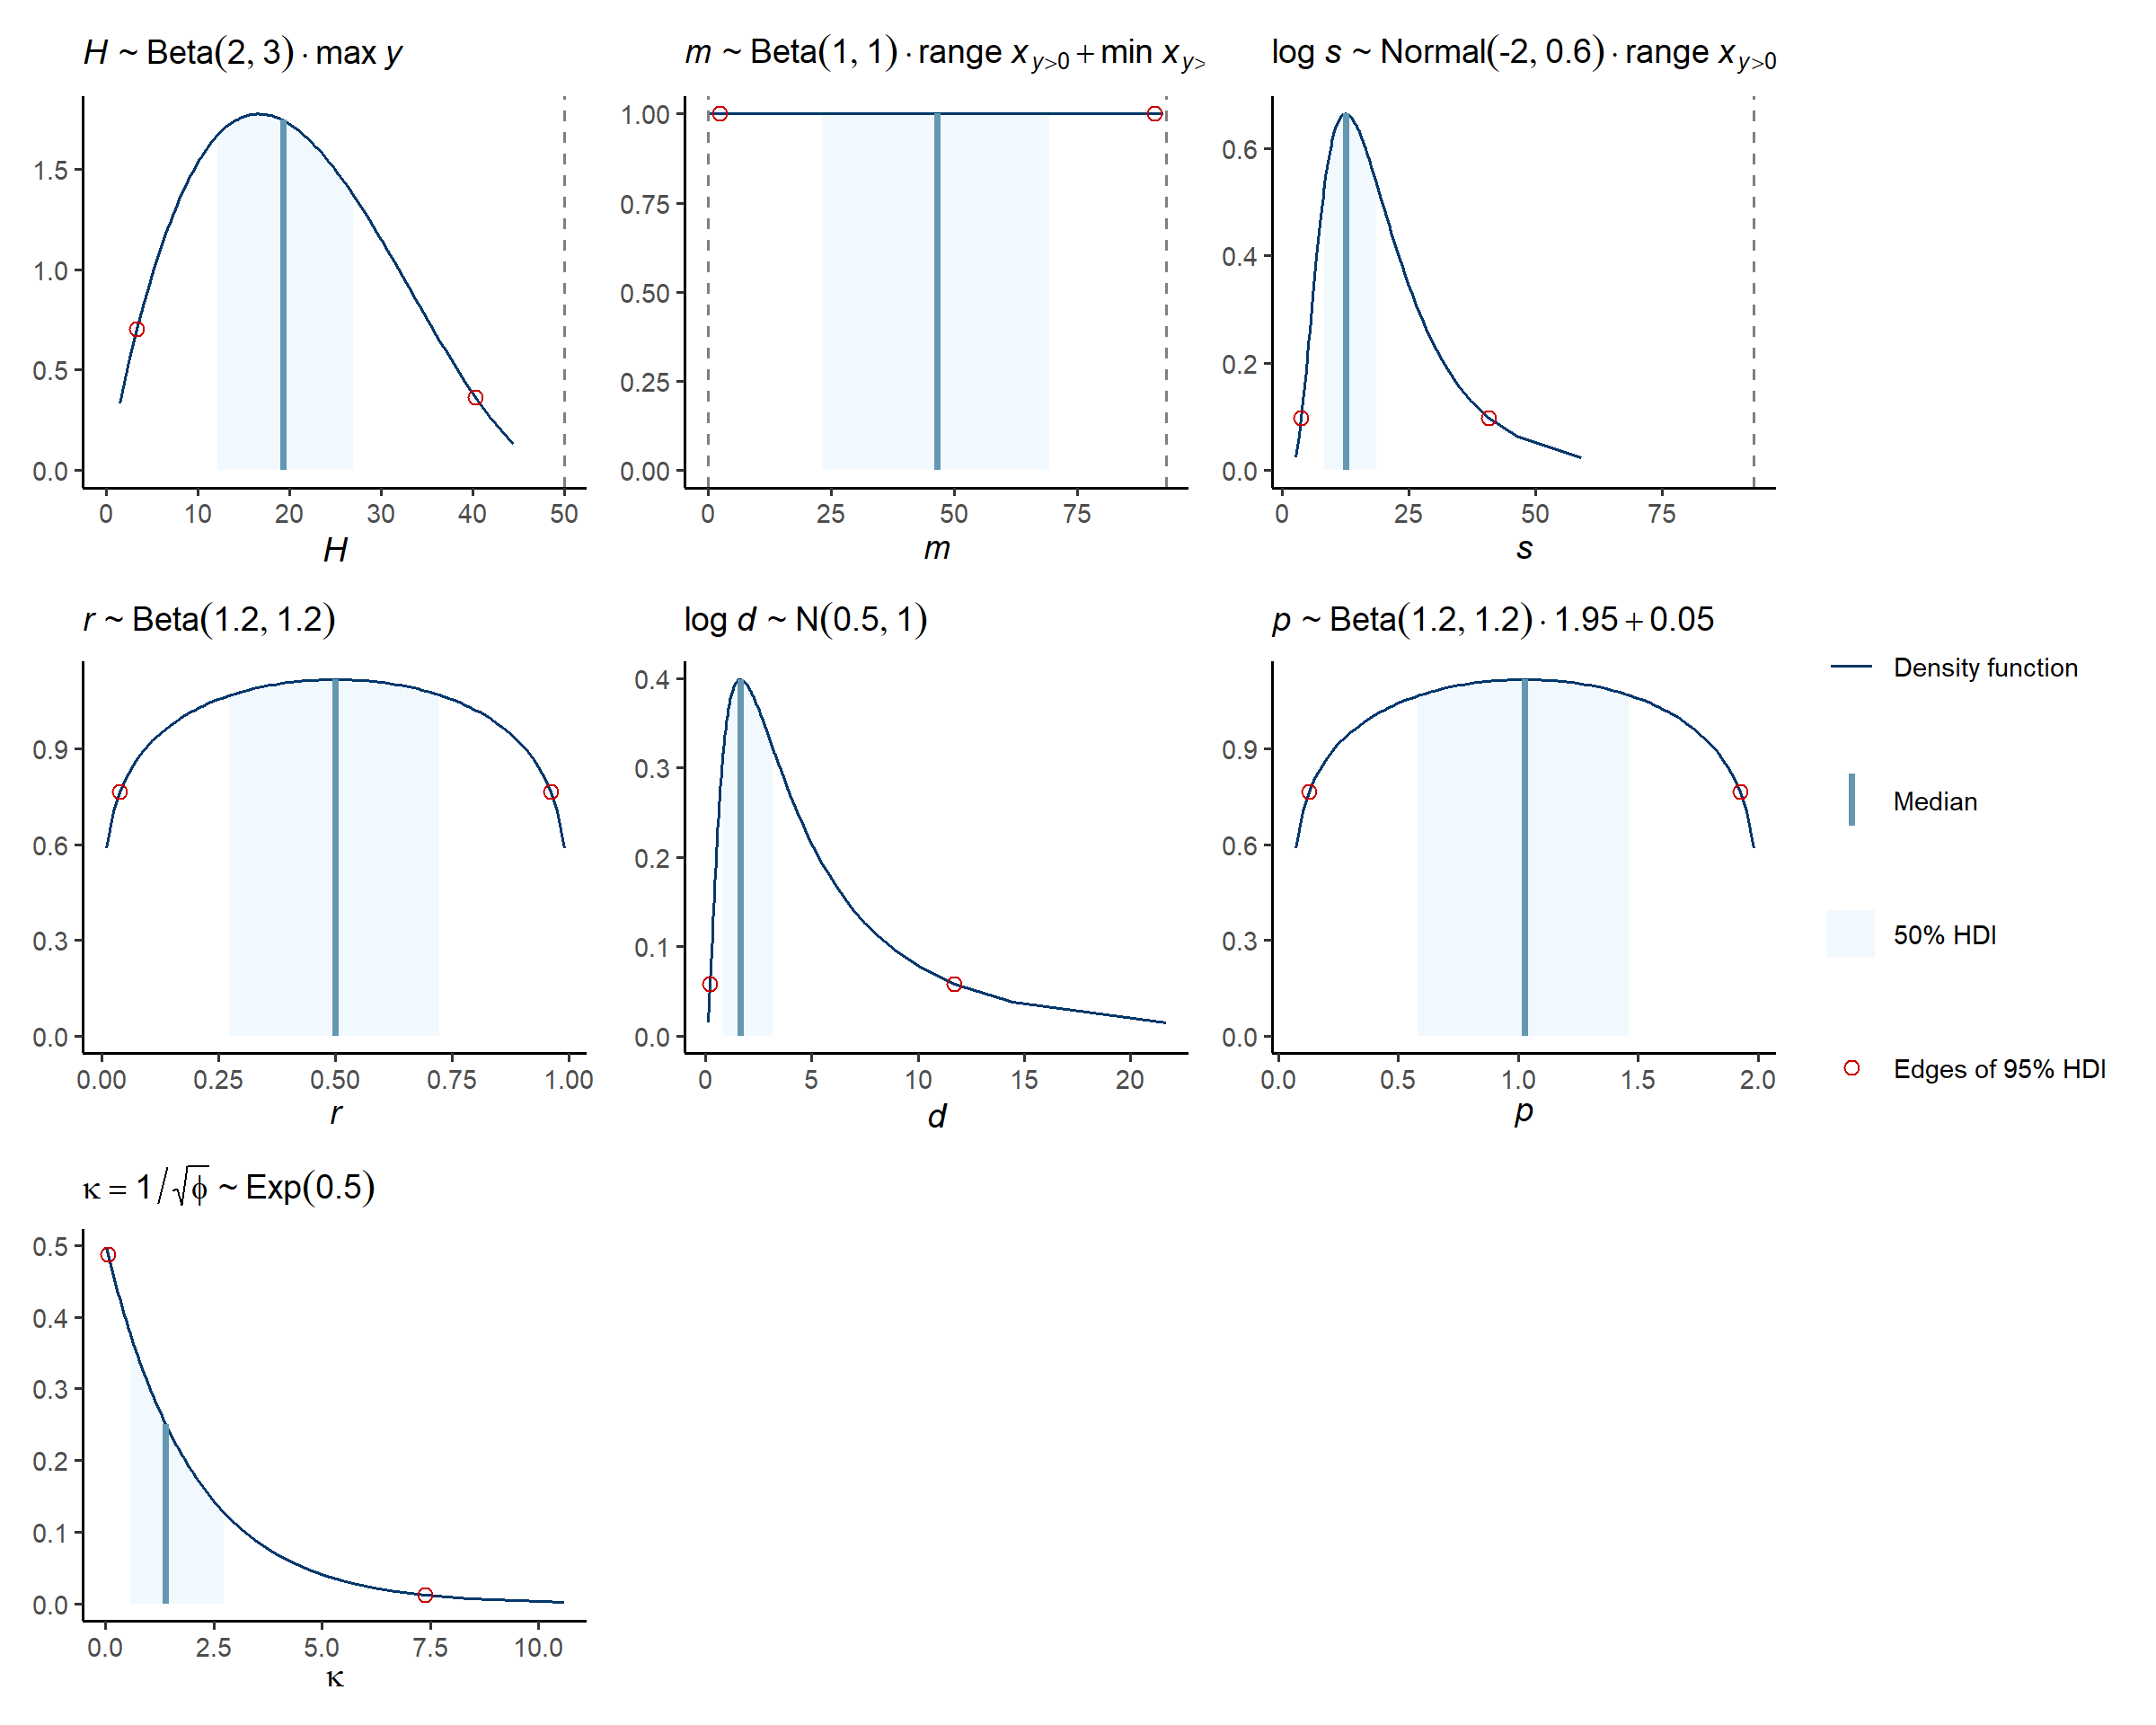 H ~ Beta(2, 3) · max y
1.5
1.0
0.5
0.0
0 10 20 30 40 50
H
m ~ Beta(1, 1) · range x_{y>0} + min x_{y>
1.00
0.75
0.50
0.25
0.00
0 25 50 75
m
log s ~ Normal(-2, 0.6) · range x_{y>0}
0.6
0.4
0.2
0.0
0 25 50 75
s
r ~ Beta(1.2, 1.2)
0.9
0.6
0.3
0.0
0.00 0.25 0.50 0.75 1.00
r
log d ~ N(0.5, 1)
0.4
0.3
0.2
0.1
0.0
0 5 10 15 20
d
p ~ Beta(1.2, 1.2) · 1.95 + 0.05
0.9
0.6
0.3
0.0
0.0 0.5 1.0 1.5 2.0
p
Density function
Median
50% HDI
Edges of 95% HDI
κ = 1/√ϕ ~ Exp(0.5)
0.5
0.4
0.3
0.2
0.1
0.0
0.0 2.5 5.0 7.5 10.0
κ